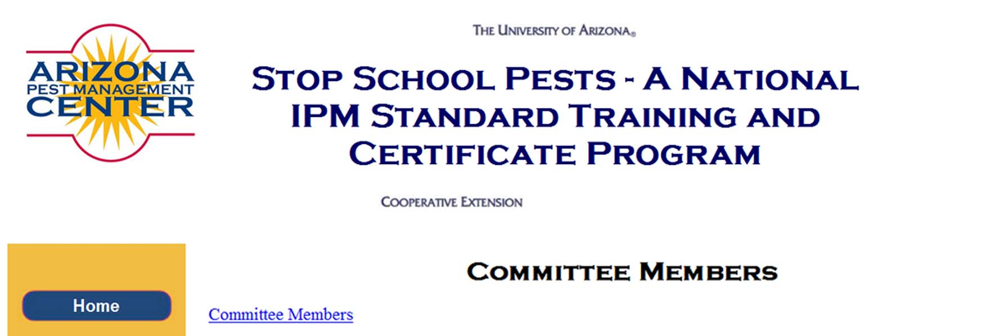 ARIZONA
PEST MANAGEMENT
CENTER
THE UNIVERSITY OF ARIZONA®
STOP SCHOOL PESTS - A NATIONAL
IPM STANDARD TRAINING AND
CERTIFICATE PROGRAM
COOPERATIVE EXTENSION
Home
COMMITTEE MEMBERS
Committee Members